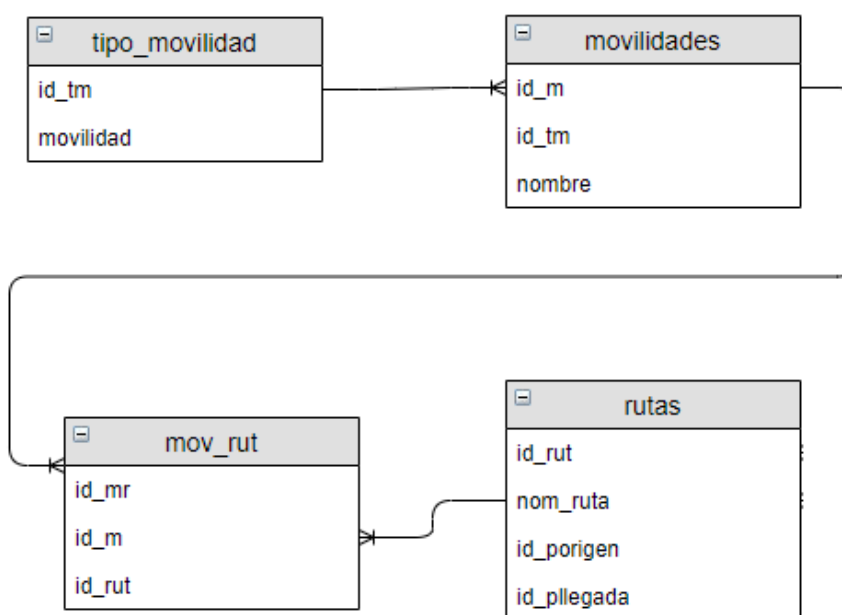 tipo_movilidad
id_tm
movilidad
movilidades
id_m
id_tm
nombre
mov_rut
id_mr
id_m
id_rut
rutas
id_rut
nom_ruta
id_porigen
id_pllegada